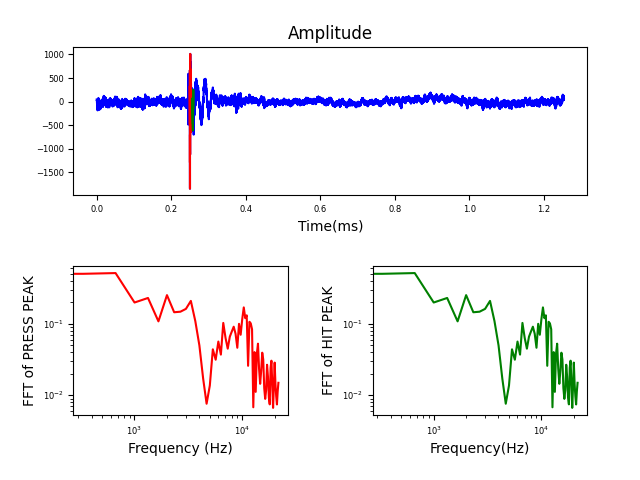 Amplitude
1000
500
0
−500
−1000
−1500
0.0 0.2 0.4 0.6 0.8 1.0 1.2
Time(ms)
FFT of PRESS PEAK
10⁻¹
10⁻²
10³ 10⁴
Frequency (Hz)
FFT of HIT PEAK
10⁻¹
10⁻²
10³ 10⁴
Frequency(Hz)